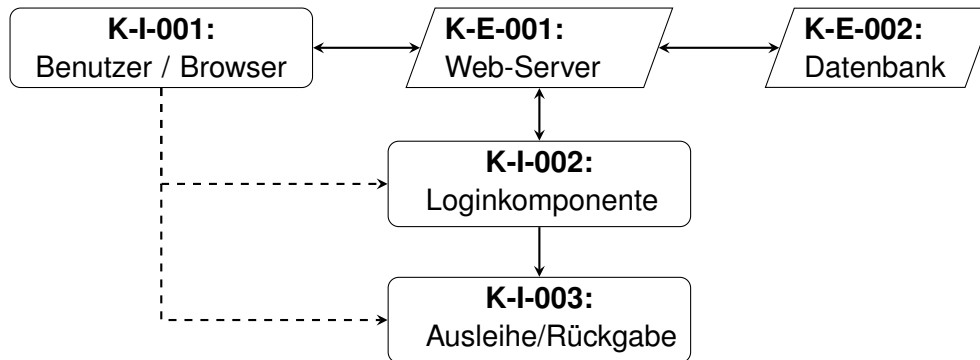 K-I-001:
Benutzer / Browser
K-E-001:
Web-Server
K-E-002:
Datenbank
K-I-002:
Loginkomponente
K-I-003:
Ausleihe/Rückgabe